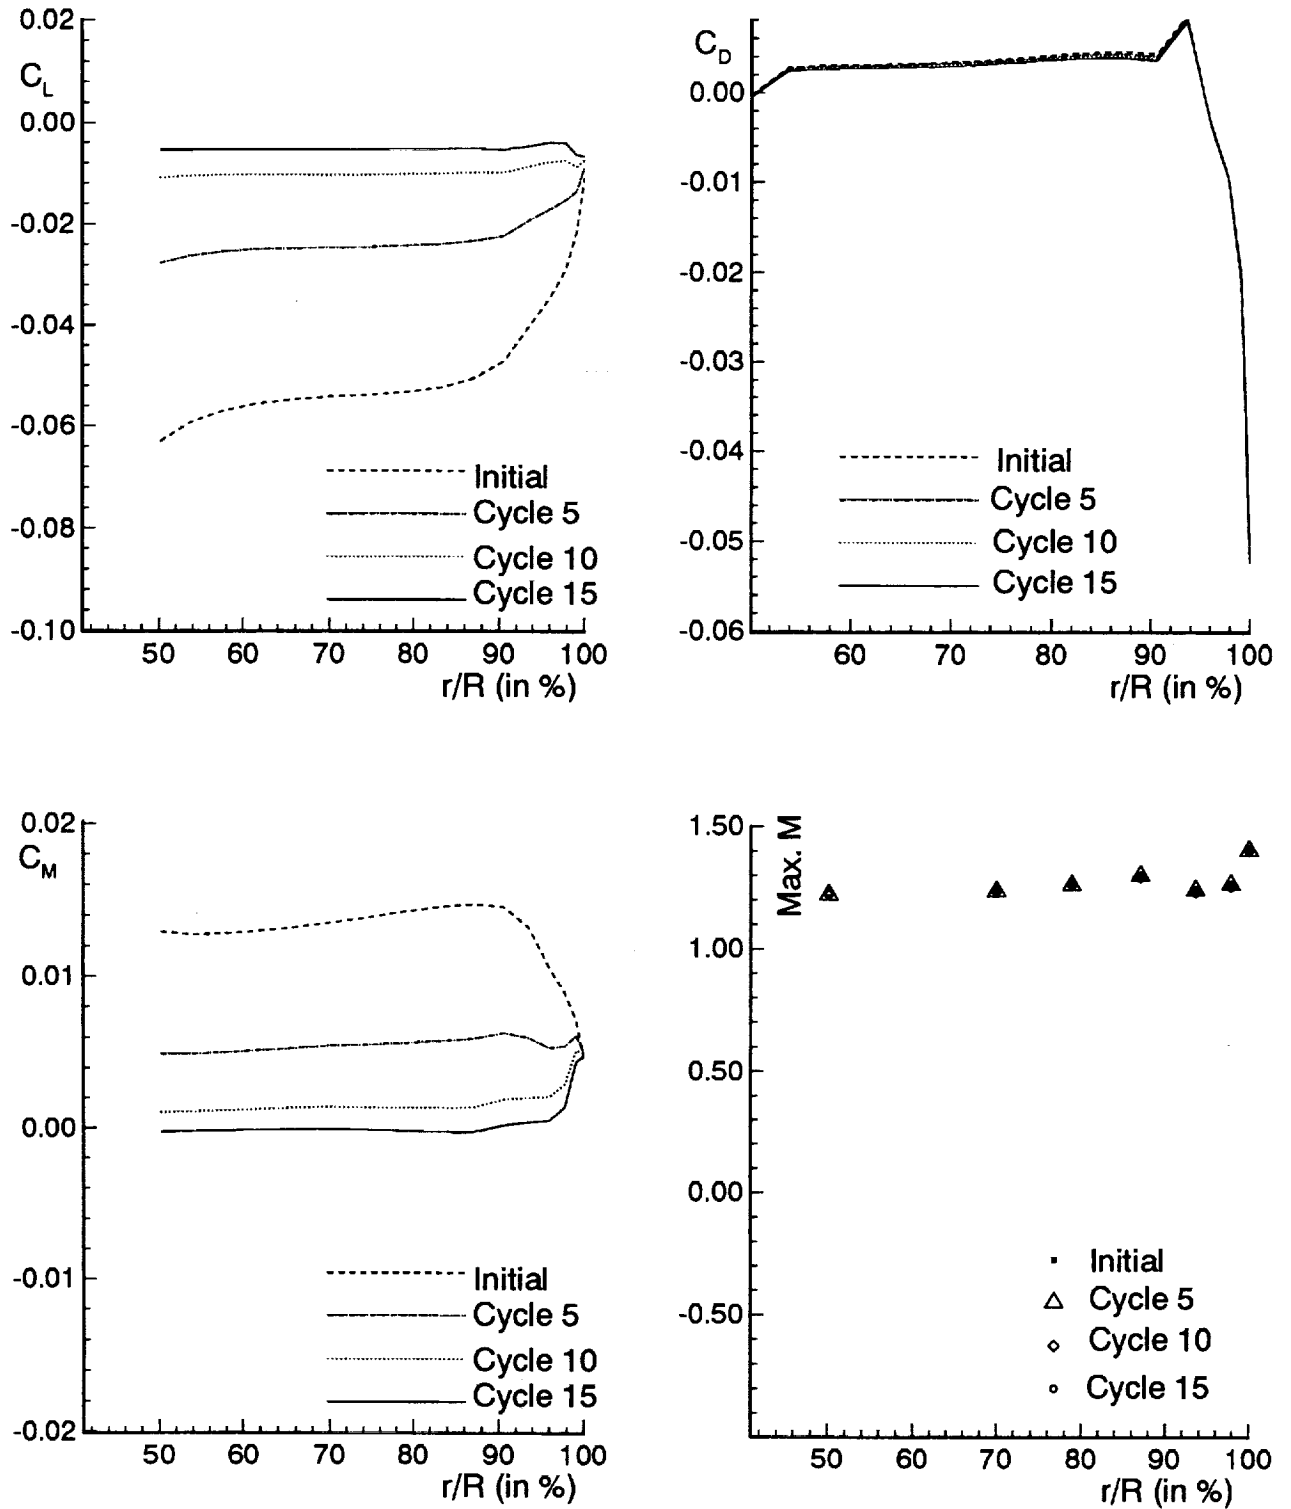 0.02
C_L
0.00
-0.02
-0.04
-0.06
-0.08
-0.10
Initial
Cycle 5
Cycle 10
Cycle 15
50 60 70 80 90 100
r/R (in %)
C_D
0.00
-0.01
-0.02
-0.03
-0.04
-0.05
-0.06
Initial
Cycle 5
Cycle 10
Cycle 15
60 70 80 90 100
r/R (in %)
0.02
C_M
0.01
0.00
-0.01
-0.02
Initial
Cycle 5
Cycle 10
Cycle 15
50 60 70 80 90 100
r/R (in %)
1.50
Max. M
1.00
0.50
0.00
-0.50
Initial
Cycle 5
Cycle 10
Cycle 15
50 60 70 80 90 100
r/R (in %)